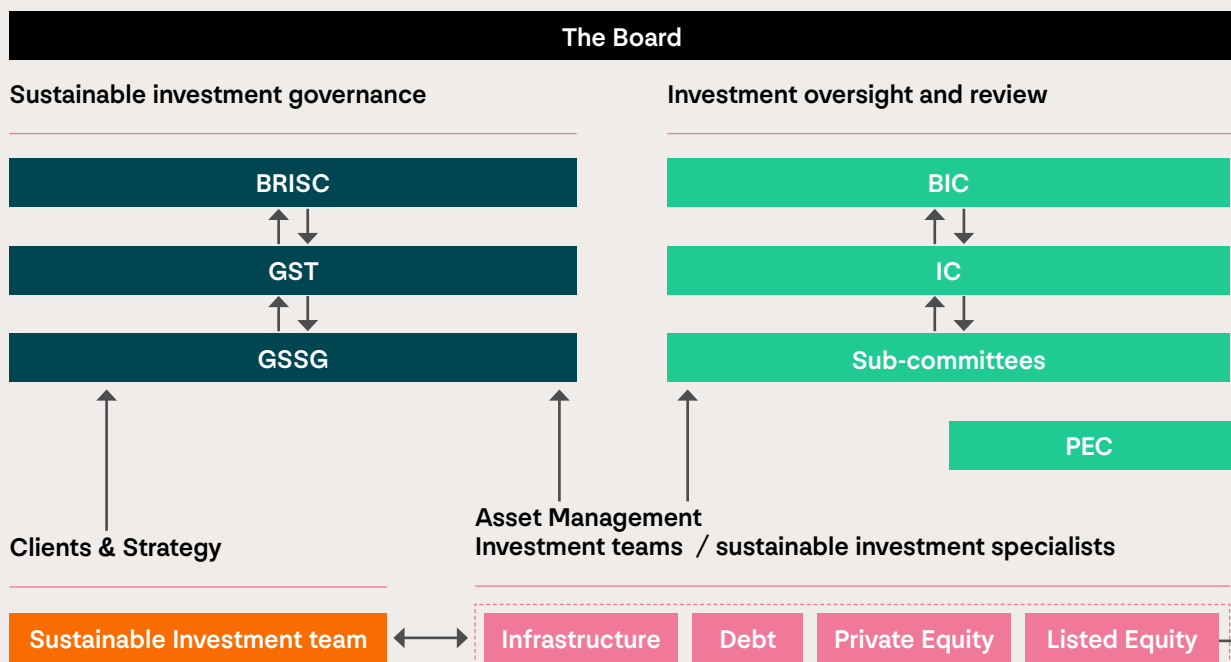 The Board
Sustainable investment governance
Investment oversight and review
BRISC
BIC
GST
IC
GSSG
Sub-committees
PEC
Clients & Strategy
Asset Management
Investment teams / sustainable investment specialists
Sustainable Investment team
Infrastructure
Debt
Private Equity
Listed Equity